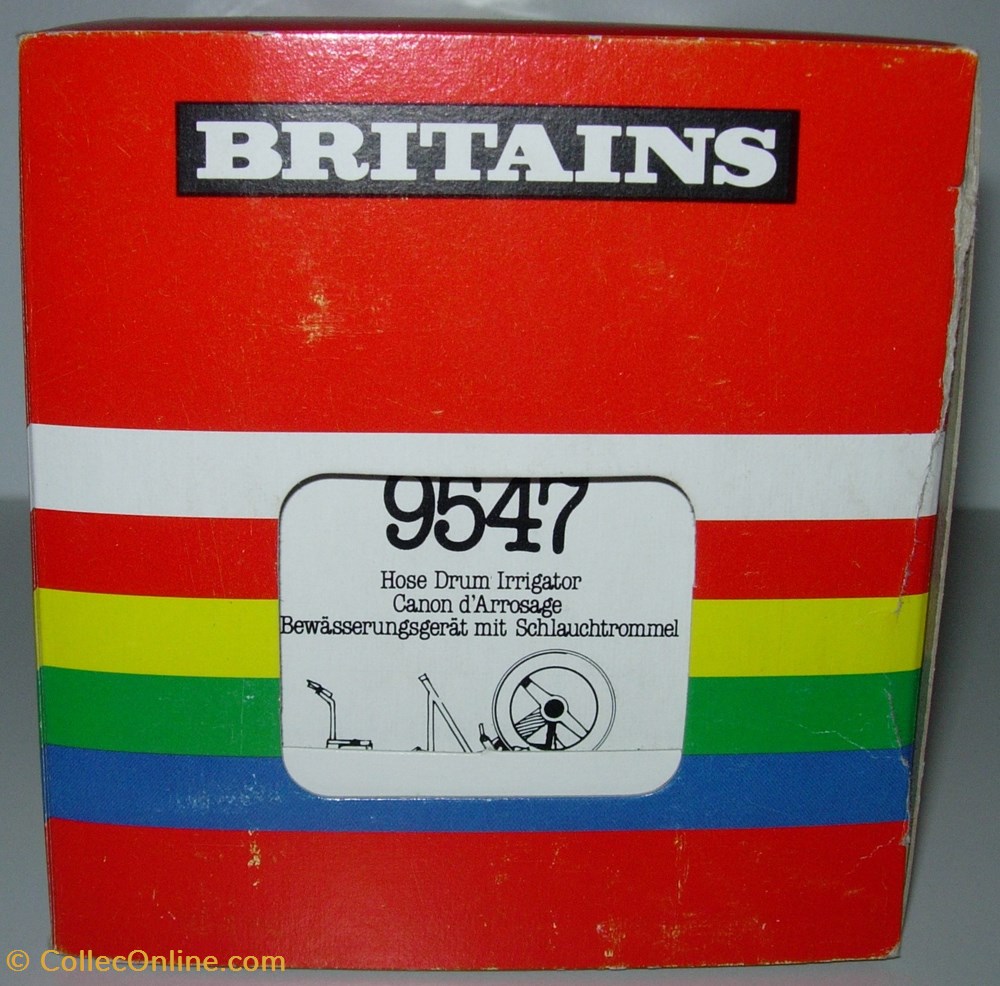 BRITAINS
9547
Hose Drum Irrigator
Canon d'Arrosage
Bewässerungsgerät mit Schlauchtrommel
© CollecOnline.com